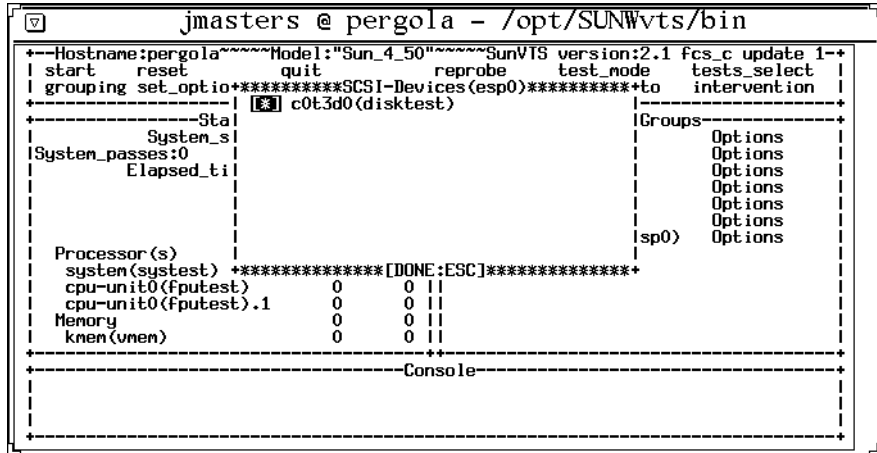 jmasters @ pergola - /opt/SUNWvts/bin
+--Hostname:pergola~~~~~Model:"Sun_4_50"~~~~~SunVTS version:2.1 fcs_c update 1-+
| start reset quit reprobe test_mode tests_select |
| grouping set_optio+**********SCSI-Devices(esp0)**********+to intervention |
+---------------------| [*] c0t3d0(disktest) |---------------------+
+--------------------Sta| |Groups---------------+
| System_s| | Options |
|System_passes:0 | | Options |
| Elapsed_ti| | Options |
| | | Options |
| | | Options |
| | | Options |
| | |sp0) Options |
| Processor(s) | | |
| system(systest) +**************[DONE:ESC]**************+ |
| cpu-unit0(fputest) 0 0 || |
| cpu-unit0(fputest).1 0 0 || |
| Memory 0 0 || |
| kmem(vmem) 0 0 || |
+----------------------------------------++----------------------------------------+
+-------------------------------------Console-------------------------------------+
| |
| |
| |
+---------------------------------------------------------------------------------+